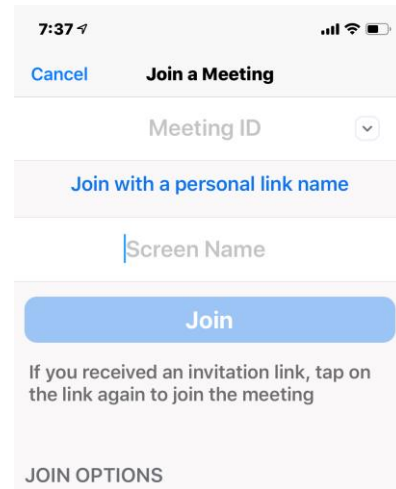 7:37
Cancel Join a Meeting
Meeting ID
Join with a personal link name
Screen Name
Join
If you received an invitation link, tap on
the link again to join the meeting
JOIN OPTIONS